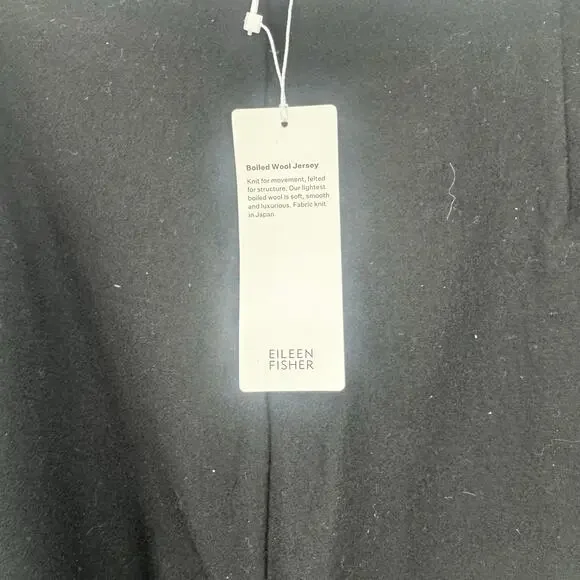 Boiled Wool Jersey
Knit for movement, felted
for structure. Our lightest
boiled wool is soft, smooth
and luxurious. Fabric knit
in Japan
EILEEN
FISHER